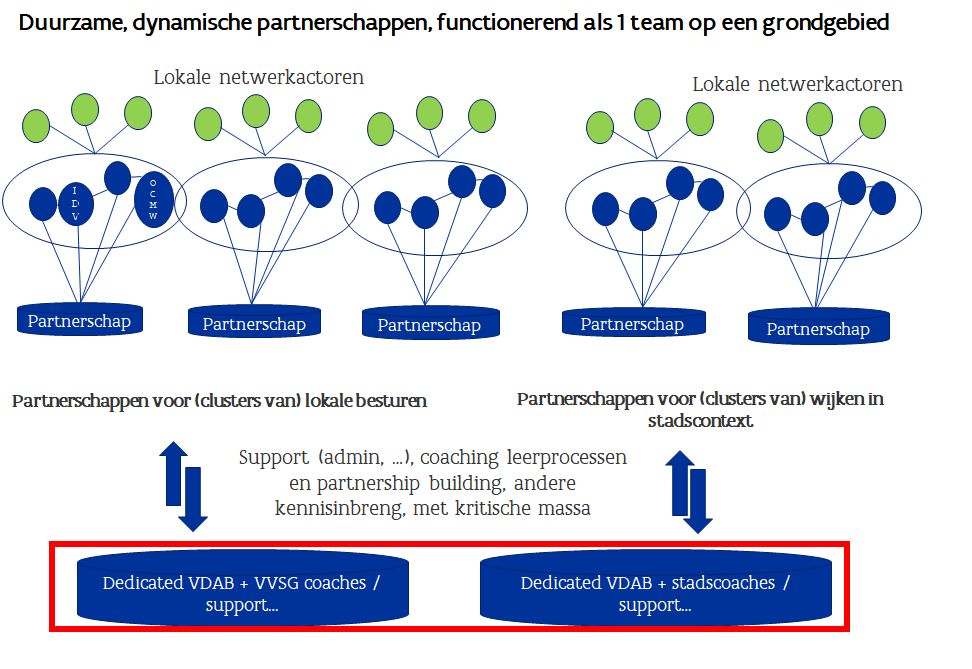 Duurzame, dynamische partnerschappen, functionerend als 1 team op een grondgebied
Lokale netwerkactoren
Lokale netwerkactoren
I
D
V
O
C
M
W
Partnerschap
Partnerschap
Partnerschap
Partnerschap
Partnerschap
Partnerschappen voor (clusters van) lokale besturen
Partnerschappen voor (clusters van) wijken in
stadscontext
Support (admin, ...), coaching leerprocessen
en partnership building, andere
kennisinbreng, met kritische massa
Dedicated VDAB + VVSG coaches /
support...
Dedicated VDAB + stadscoaches /
support...